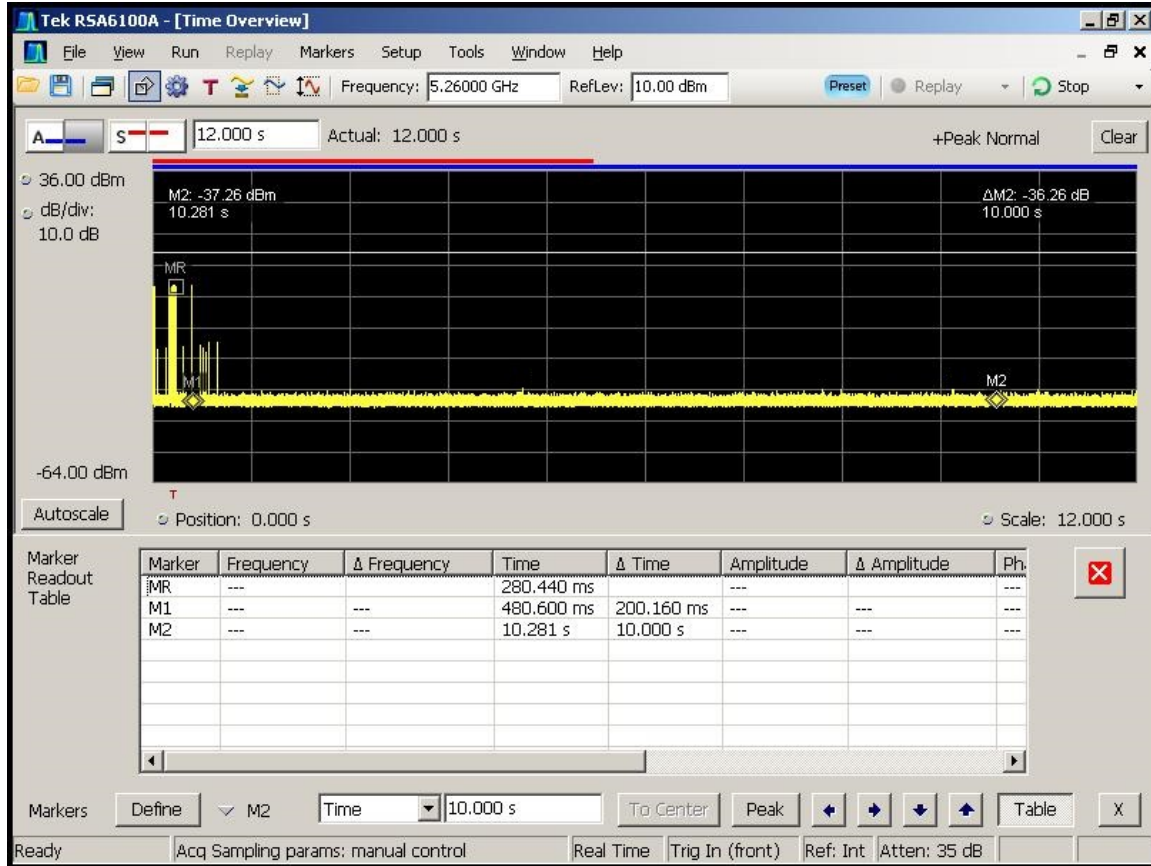 Tek RSA6100A - [Time Overview]
File View Run Replay Markers Setup Tools Window Help
T Frequency: 5.26000 GHz RefLev: 10.00 dBm Preset Replay Stop
A S 12.000 s Actual: 12.000 s +Peak Normal Clear
36.00 dBm
dB/div:
10.0 dB
M2: -37.26 dBm
10.281 s
ΔM2: -36.26 dB
10.000 s
MR
M1
M2
-64.00 dBm
T
Autoscale Position: 0.000 s Scale: 12.000 s
Marker
Readout
Table
Marker Frequency Δ Frequency Time Δ Time Amplitude Δ Amplitude Ph
MR --- 280.440 ms --- ---
M1 --- --- 480.600 ms 200.160 ms --- --- ---
M2 --- --- 10.281 s 10.000 s --- --- ---
Markers Define M2 Time 10.000 s To Center Peak Table X
Ready Acq Sampling params: manual control Real Time Trig In (front) Ref: Int Atten: 35 dB